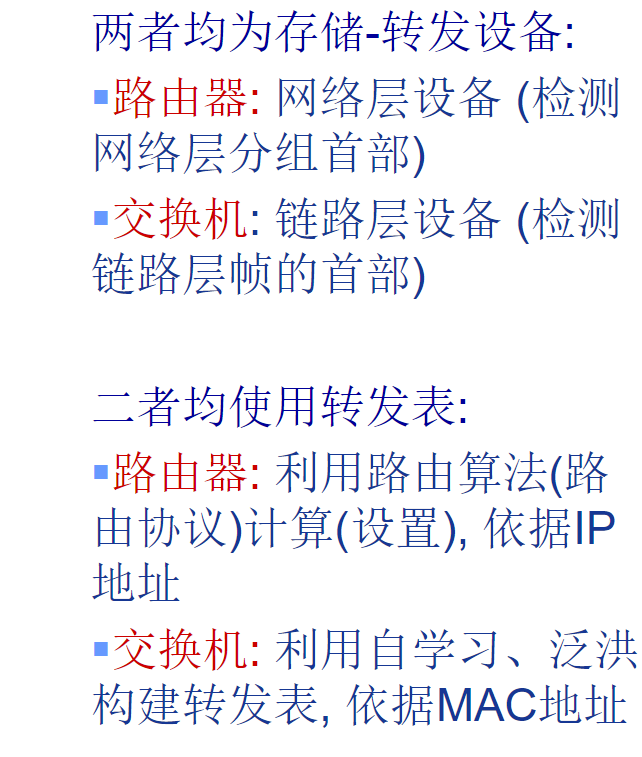 两者均为存储-转发设备:
▪路由器: 网络层设备 (检测
网络层分组首部)
▪交换机: 链路层设备 (检测
链路层帧的首部)
二者均使用转发表:
▪路由器: 利用路由算法(路
由协议)计算(设置), 依据IP
地址
▪交换机: 利用自学习、泛洪
构建转发表, 依据MAC地址